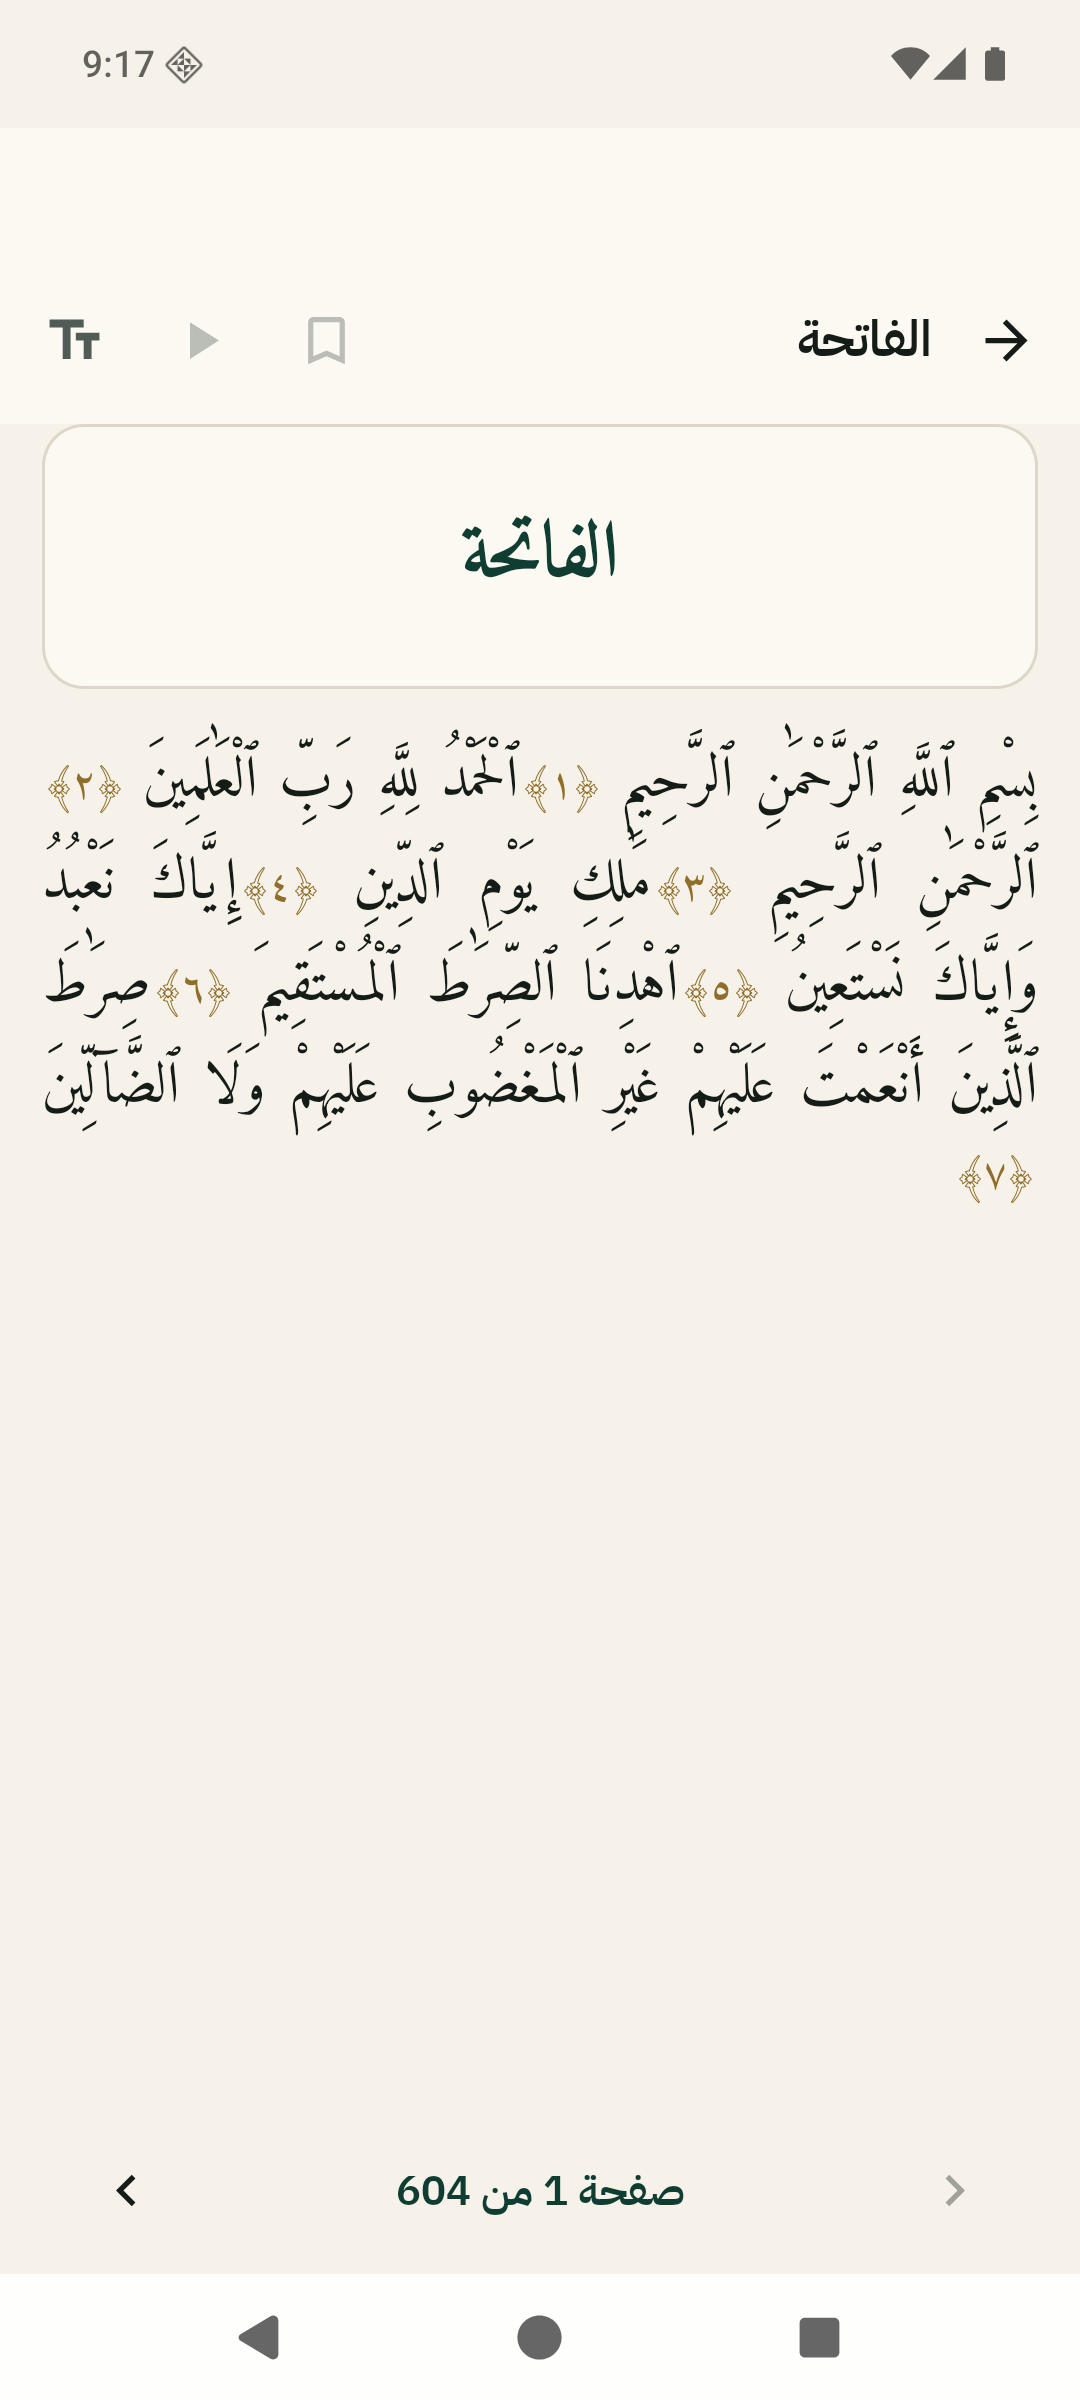 9:17
الفاتحة
الفاتحة
بِسْمِ ٱللَّهِ ٱلرَّحْمَٰنِ ٱلرَّحِيمِ ﴿١﴾ ٱلْحَمْدُ لِلَّهِ رَبِّ ٱلْعَٰلَمِينَ ﴿٢﴾
ٱلرَّحْمَٰنِ ٱلرَّحِيمِ ﴿٣﴾ مَٰلِكِ يَوْمِ ٱلدِّينِ ﴿٤﴾ إِيَّاكَ نَعْبُدُ
وَإِيَّاكَ نَسْتَعِينُ ﴿٥﴾ ٱهْدِنَا ٱلصِّرَٰطَ ٱلْمُسْتَقِيمَ ﴿٦﴾ صِرَٰطَ
ٱلَّذِينَ أَنْعَمْتَ عَلَيْهِمْ غَيْرِ ٱلْمَغْضُوبِ عَلَيْهِمْ وَلَا ٱلضَّآلِّينَ
﴿٧﴾
صفحة 1 من 604